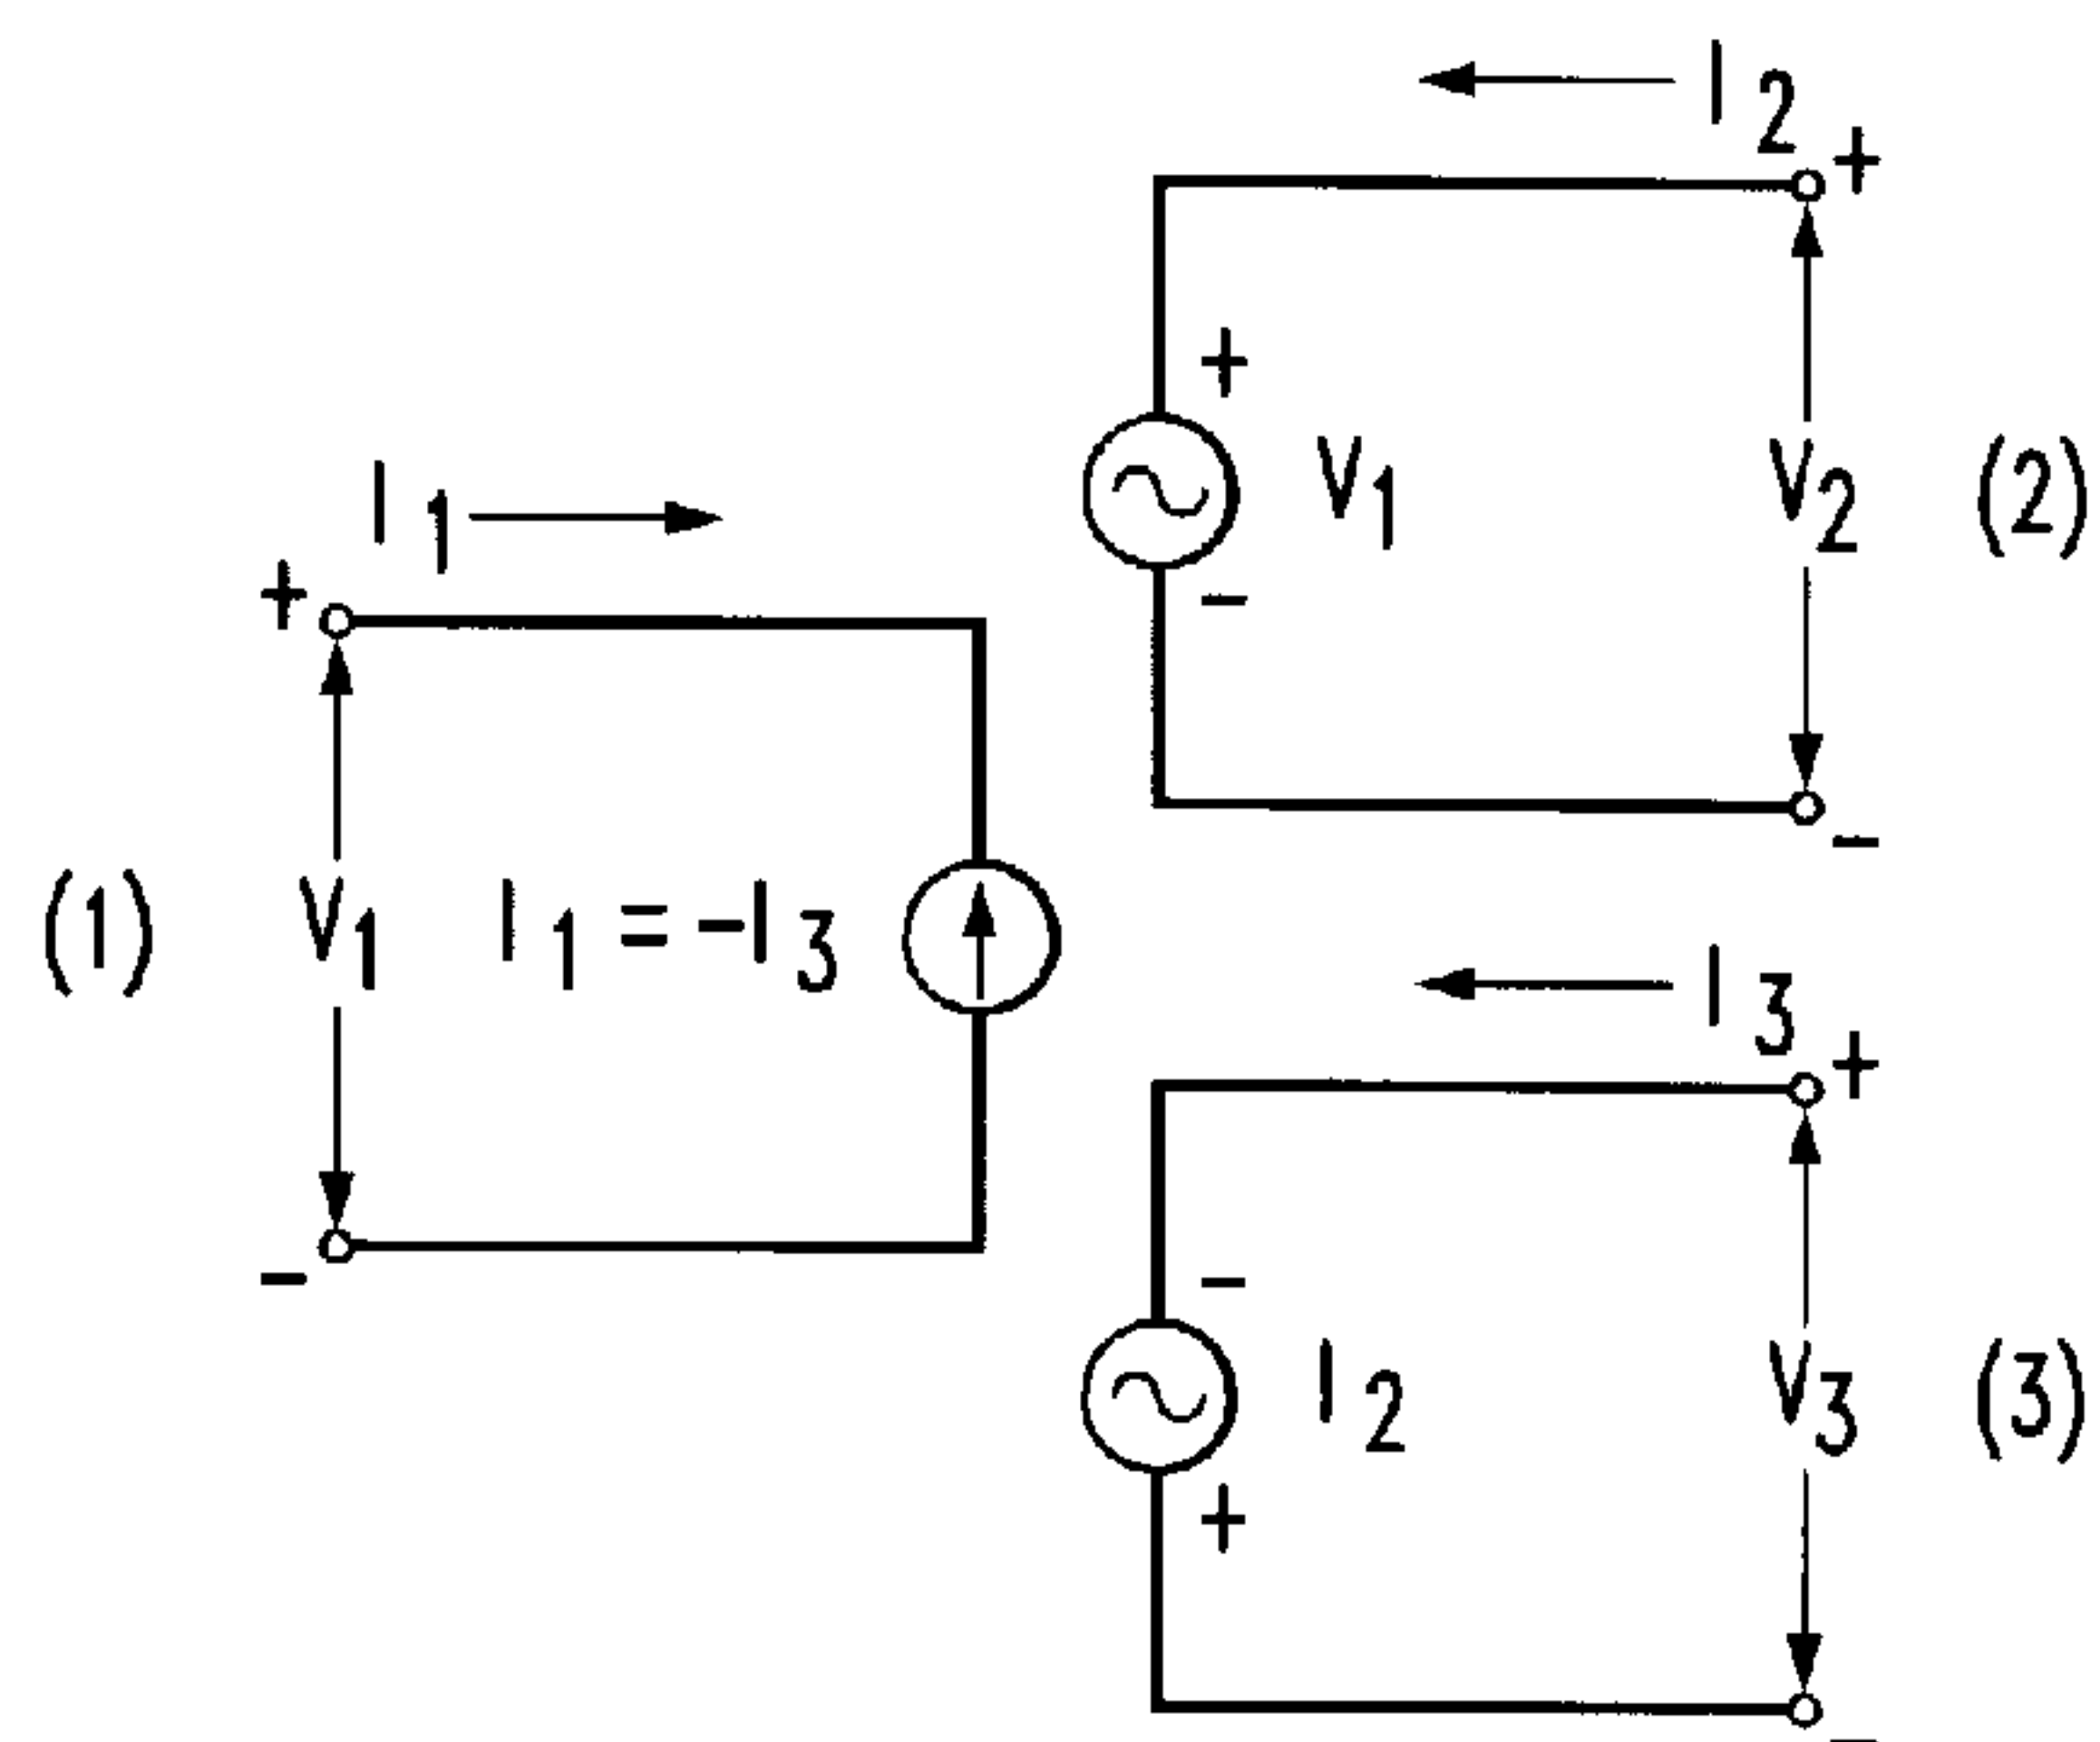 I2
+
+
V1
V2
(2)
−
−
I1
+
(1)
V1
I1 = −I3
−
I3
+
−
I2
V3
(3)
+
−